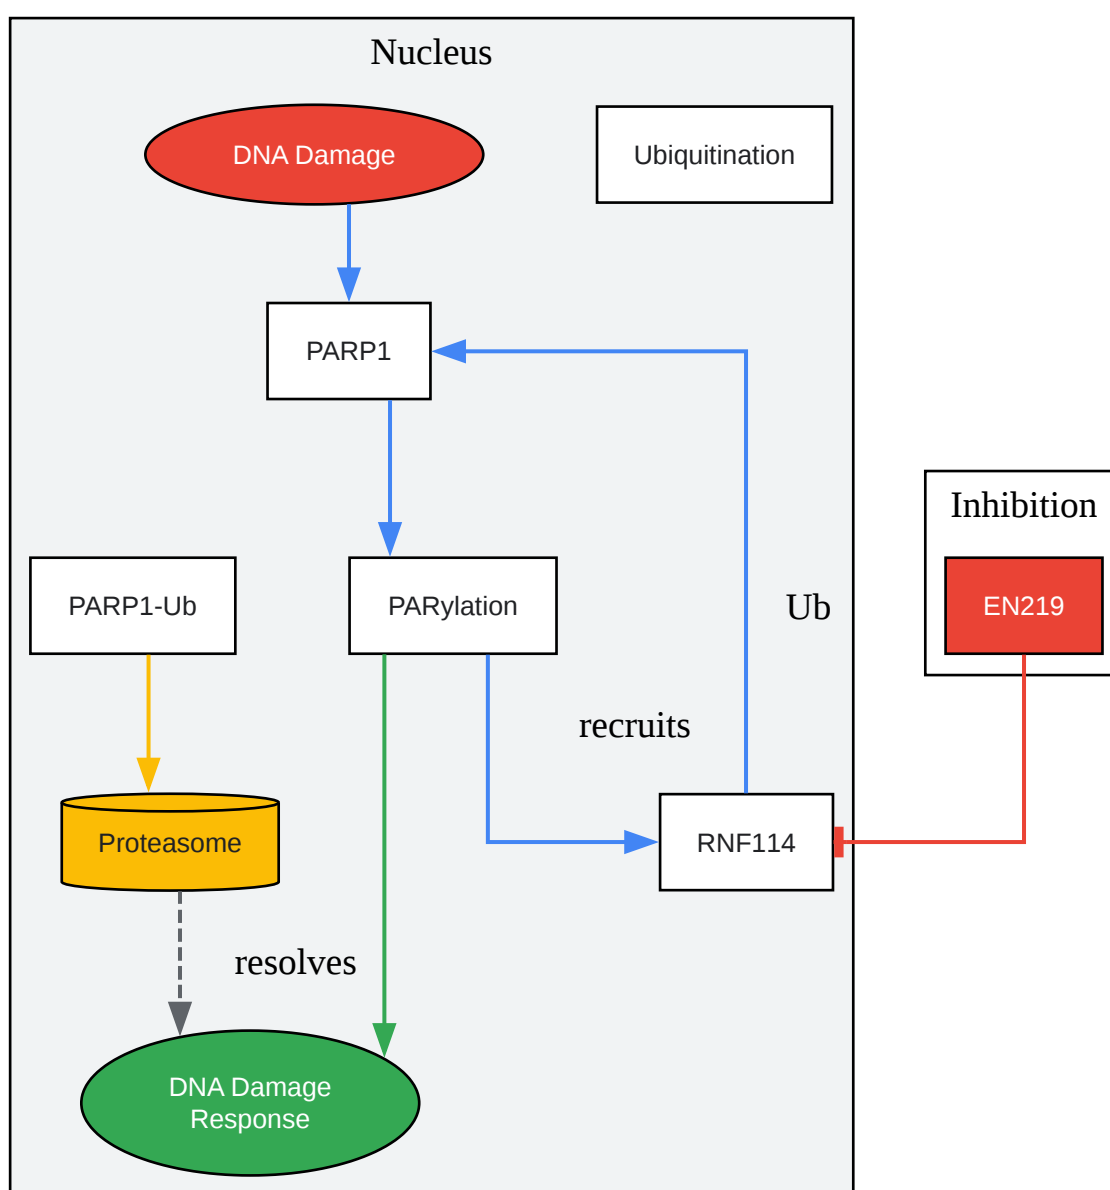 Nucleus
DNA Damage
Ubiquitination
PARP1
Inhibition
PARP1-Ub
PARylation
Ub
EN219
recruits
Proteasome
RNF114
resolves
DNA Damage
Response